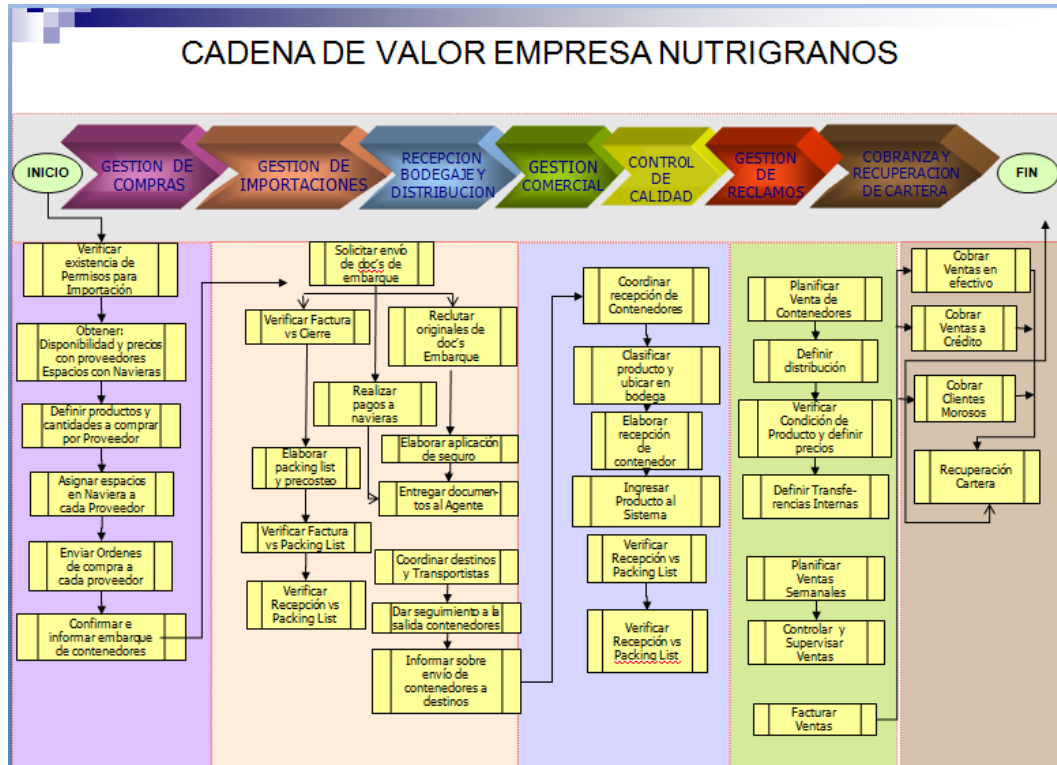 CADENA DE VALOR EMPRESA NUTRIGRANOS
INICIO
GESTION DE
COMPRAS
GESTION DE
IMPORTACIONES
RECEPCION
BODEGAJE Y
DISTRIBUCION
GESTION
COMERCIAL
CONTROL
DE
CALIDAD
GESTION
DE
RECLAMOS
COBRANZA Y
RECUPERACION
DE CARTERA
FIN
Verificar
existencia de
Permisos para
Importación
Obtener:
Disponibilidad y precios
con proveedores
Espacios con Navieras
Definir productos y
cantidades a comprar
por Proveedor
Asignar espacios
en Naviera a
cada Proveedor
Enviar Ordenes
de compra a
cada proveedor
Confirmar e
informar embarque
de contenedores
Solicitar envío
de doc's de
embarque
Verificar Factura
vs Cierre
Reclutar
originales de
doc's
Embarque
Realizar
pagos a
navieras
Elaborar
packing list
y precosteo
Elaborar aplicación
de seguro
Entregar documen-
tos al Agente
Verificar Factura
vs Packing List
Verificar
Recepción vs
Packing List
Coordinar destinos
y Transportistas
Dar seguimiento a la
salida contenedores
Informar sobre
envío de
contenedores a
destinos
Coordinar
recepción de
Contenedores
Clasificar
producto y
ubicar en
bodega
Elaborar
recepción
de
contenedor
Ingresar
Producto al
Sistema
Verificar
Recepción vs
Packing List
Verificar
Recepción vs
Packing List
Planificar
Venta de
Contenedores
Definir
distribución
Verificar
Condición de
Producto y definir
precios
Definir Transfe-
rencias Internas
Planificar
Ventas
Semanales
Controlar y
Supervisar
Ventas
Facturar
Ventas
Cobrar
Ventas en
efectivo
Cobrar
Ventas a
Crédito
Cobrar
Clientes
Morosos
Recuperación
Cartera